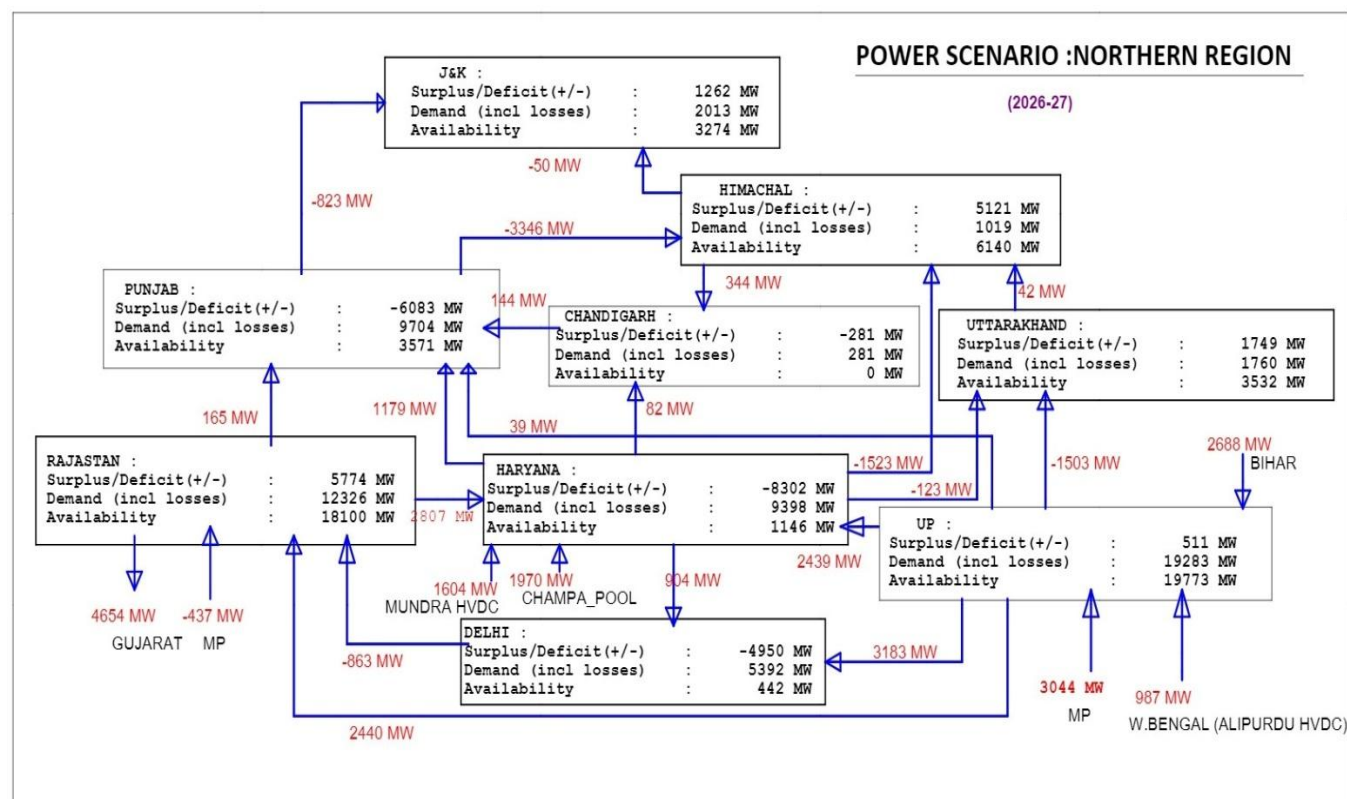 POWER SCENARIO :NORTHERN REGION
(2026-27)
J&K :
Surplus/Deficit(+/-) : 1262 MW
Demand (incl losses) : 2013 MW
Availability : 3274 MW
-50 MW
-823 MW
HIMACHAL :
Surplus/Deficit(+/-) : 5121 MW
Demand (incl losses) : 1019 MW
Availability : 6140 MW
-3346 MW
344 MW
42 MW
PUNJAB :
Surplus/Deficit(+/-) : -6083 MW
Demand (incl losses) : 9704 MW
Availability : 3571 MW
144 MW
CHANDIGARH :
Surplus/Deficit(+/-) : -281 MW
Demand (incl losses) : 281 MW
Availability : 0 MW
UTTARAKHAND :
Surplus/Deficit(+/-) : 1749 MW
Demand (incl losses) : 1760 MW
Availability : 3532 MW
165 MW
1179 MW
39 MW
82 MW
RAJASTAN :
Surplus/Deficit(+/-) : 5774 MW
Demand (incl losses) : 12326 MW
Availability : 18100 MW
2807 MW
HARYANA :
Surplus/Deficit(+/-) : -8302 MW
Demand (incl losses) : 9398 MW
Availability : 1146 MW
-1523 MW
-123 MW
-1503 MW
2688 MW
BIHAR
UP :
Surplus/Deficit(+/-) : 511 MW
Demand (incl losses) : 19283 MW
Availability : 19773 MW
2439 MW
4654 MW
GUJARAT
-437 MW
MP
1604 MW
MUNDRA HVDC
1970 MW
CHAMPA_POOL
904 MW
DELHI :
Surplus/Deficit(+/-) : -4950 MW
Demand (incl losses) : 5392 MW
Availability : 442 MW
-863 MW
3183 MW
2440 MW
3044 MW
MP
987 MW
W.BENGAL (ALIPURDU HVDC)